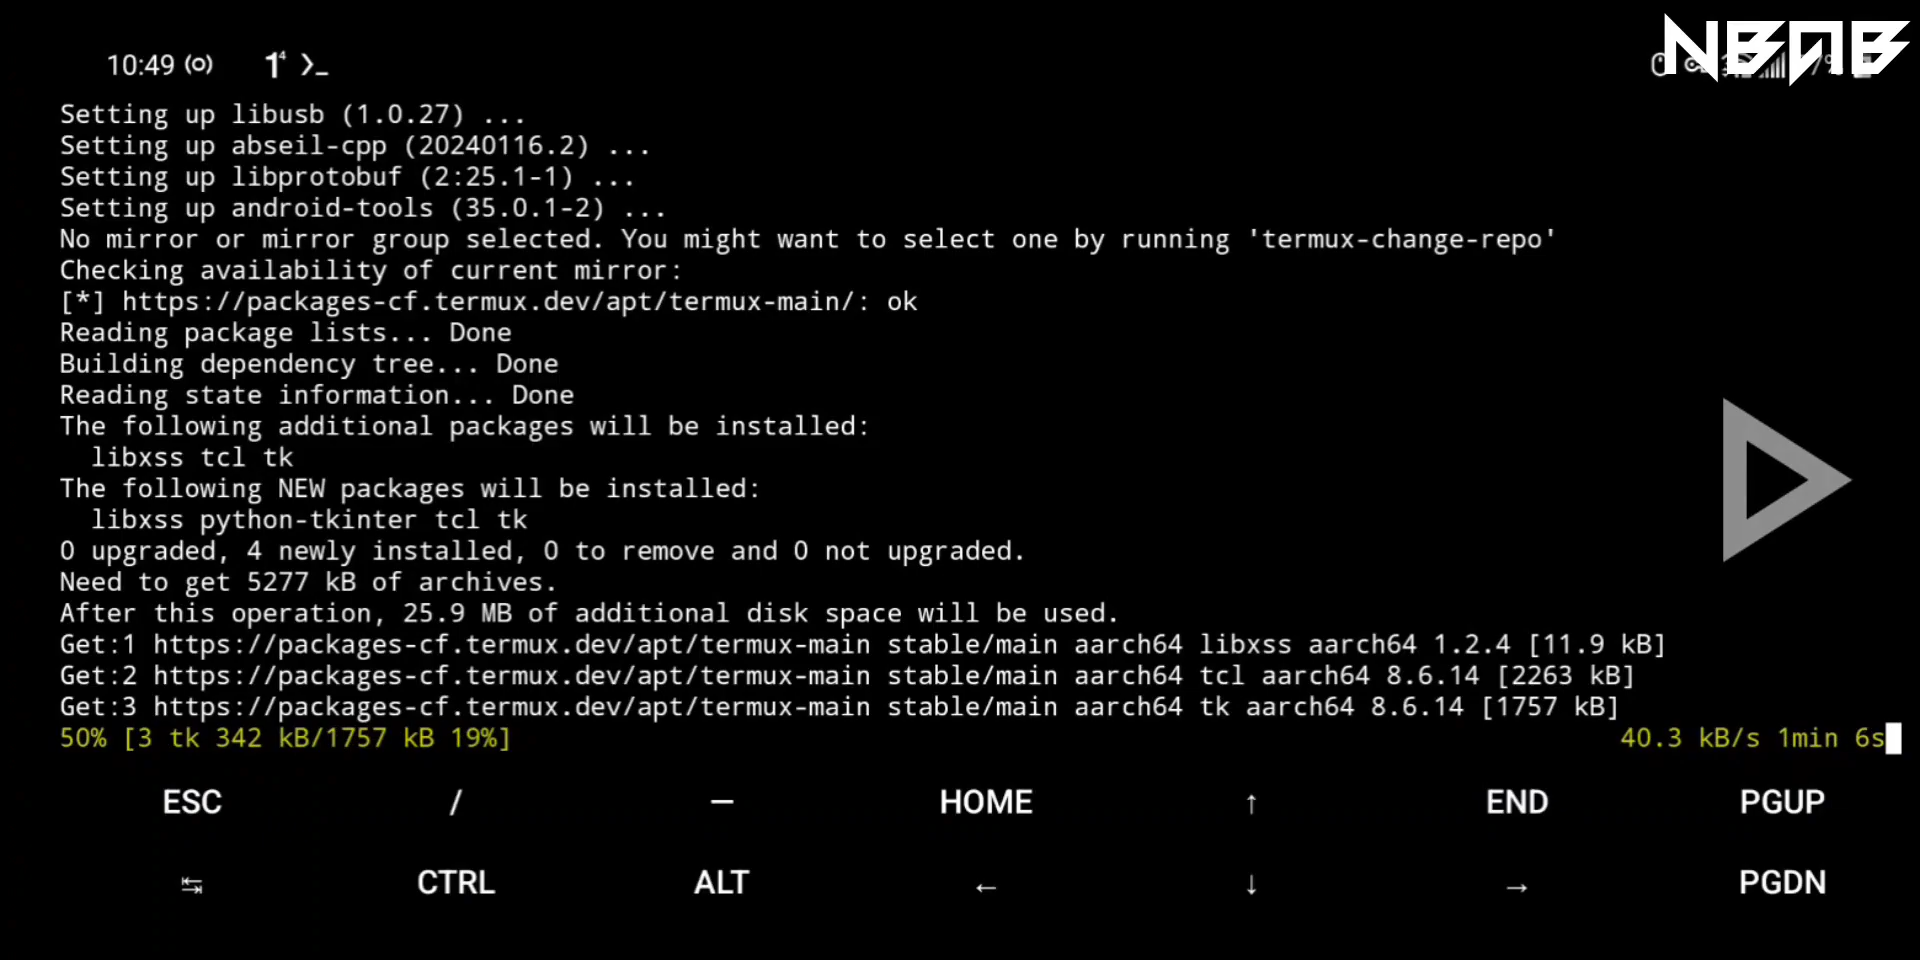 NBAB
10:49
1⁴ >_
Setting up libusb (1.0.27) ...
Setting up abseil-cpp (20240116.2) ...
Setting up libprotobuf (2:25.1-1) ...
Setting up android-tools (35.0.1-2) ...
No mirror or mirror group selected. You might want to select one by running 'termux-change-repo'
Checking availability of current mirror:
[*] https://packages-cf.termux.dev/apt/termux-main/: ok
Reading package lists... Done
Building dependency tree... Done
Reading state information... Done
The following additional packages will be installed:
libxss tcl tk
The following NEW packages will be installed:
libxss python-tkinter tcl tk
0 upgraded, 4 newly installed, 0 to remove and 0 not upgraded.
Need to get 5277 kB of archives.
After this operation, 25.9 MB of additional disk space will be used.
Get:1 https://packages-cf.termux.dev/apt/termux-main stable/main aarch64 libxss aarch64 1.2.4 [11.9 kB]
Get:2 https://packages-cf.termux.dev/apt/termux-main stable/main aarch64 tcl aarch64 8.6.14 [2263 kB]
Get:3 https://packages-cf.termux.dev/apt/termux-main stable/main aarch64 tk aarch64 8.6.14 [1757 kB]
50% [3 tk 342 kB/1757 kB 19%] 40.3 kB/s 1min 6s
ESC / — HOME ↑ END PGUP
↹ CTRL ALT ← ↓ → PGDN